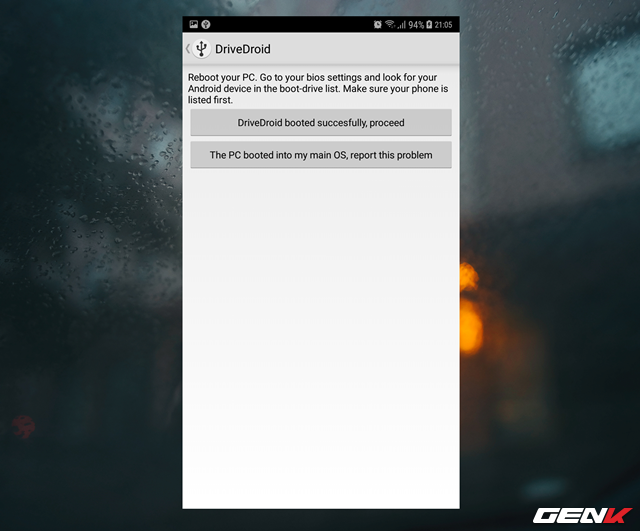 94% 21:05
DriveDroid
Reboot your PC. Go to your bios settings and look for your
Android device in the boot-drive list. Make sure your phone is
listed first.
DriveDroid booted succesfully, proceed
The PC booted into my main OS, report this problem
GENK